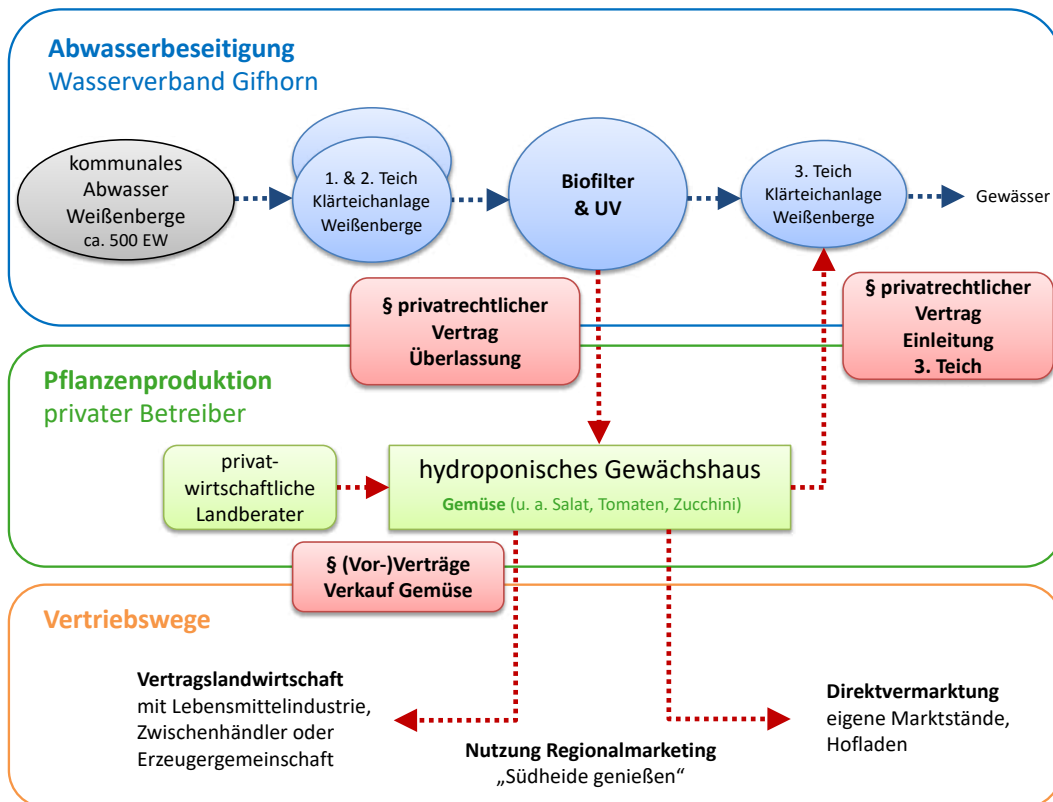 Abwasserbeseitigung
Wasserverband Gifhorn
kommunales
Abwasser
Weißenberge
ca. 500 EW
1. & 2. Teich
Klärteichanlage
Weißenberge
Biofilter
& UV
3. Teich
Klärteichanlage
Weißenberge
Gewässer
§ privatrechtlicher
Vertrag
Überlassung
§ privatrechtlicher
Vertrag
Einleitung
3. Teich
Pflanzenproduktion
privater Betreiber
privat-
wirtschaftliche
Landberater
hydroponisches Gewächshaus
Gemüse (u. a. Salat, Tomaten, Zucchini)
§ (Vor-)Verträge
Verkauf Gemüse
Vertriebswege
Vertragslandwirtschaft
mit Lebensmittelindustrie,
Zwischenhändler oder
Erzeugergemeinschaft
Nutzung Regionalmarketing
„Südheide genießen“
Direktvermarktung
eigene Marktstände,
Hofladen